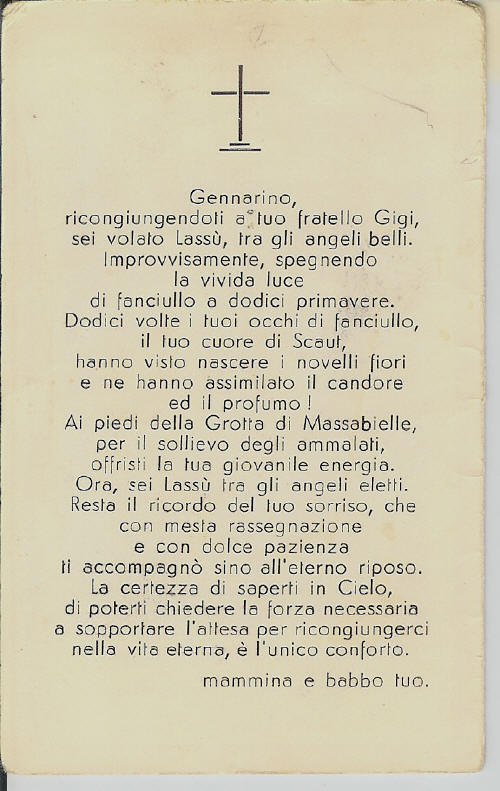 Gennarino,
ricongiungendoti a tuo fratello Gigi,
sei volato Lassù, tra gli angeli belli.
Improvvisamente, spegnendo
la vivida luce
di fanciullo a dodici primavere.
Dodici volte i tuoi occhi di fanciullo,
il tuo cuore di Scaut,
hanno visto nascere i novelli fiori
e ne hanno assimilato il candore
ed il profumo !
Ai piedi della Grotta di Massabielle,
per il sollievo degli ammalati,
offristi la tua giovanile energia.
Ora, sei Lassù tra gli angeli eletti.
Resta il ricordo del tuo sorriso, che
con mesta rassegnazione
e con dolce pazienza
ti accompagnò sino all'eterno riposo.
La certezza di saperti in Cielo,
di poterti chiedere la forza necessaria
a sopportare l'attesa per ricongiungerci
nella vita eterna, è l'unico conforto.
mammina e babbo tuo.